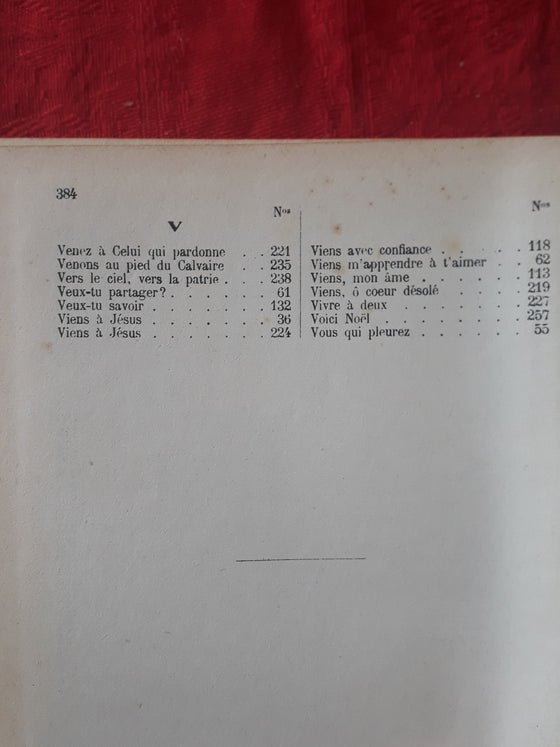 384
Nos
V
Venez à Celui qui pardonne . . 221
Venons au pied du Calvaire . . 235
Vers le ciel, vers la patrie . . . 238
Veux-tu partager? . . . . . . 61
Veux-tu savoir . . . . . . . 132
Viens à Jésus . . . . . . . 36
Viens à Jésus . . . . . . . 224
Nos
Viens avec confiance . . . . . 118
Viens m'apprendre à t'aimer . . 62
Viens, mon âme . . . . . . 113
Viens, ô coeur désolé . . . . 219
Vivre à deux . . . . . . . 227
Voici Noël . . . . . . . . 257
Vous qui pleurez . . . . . . 55